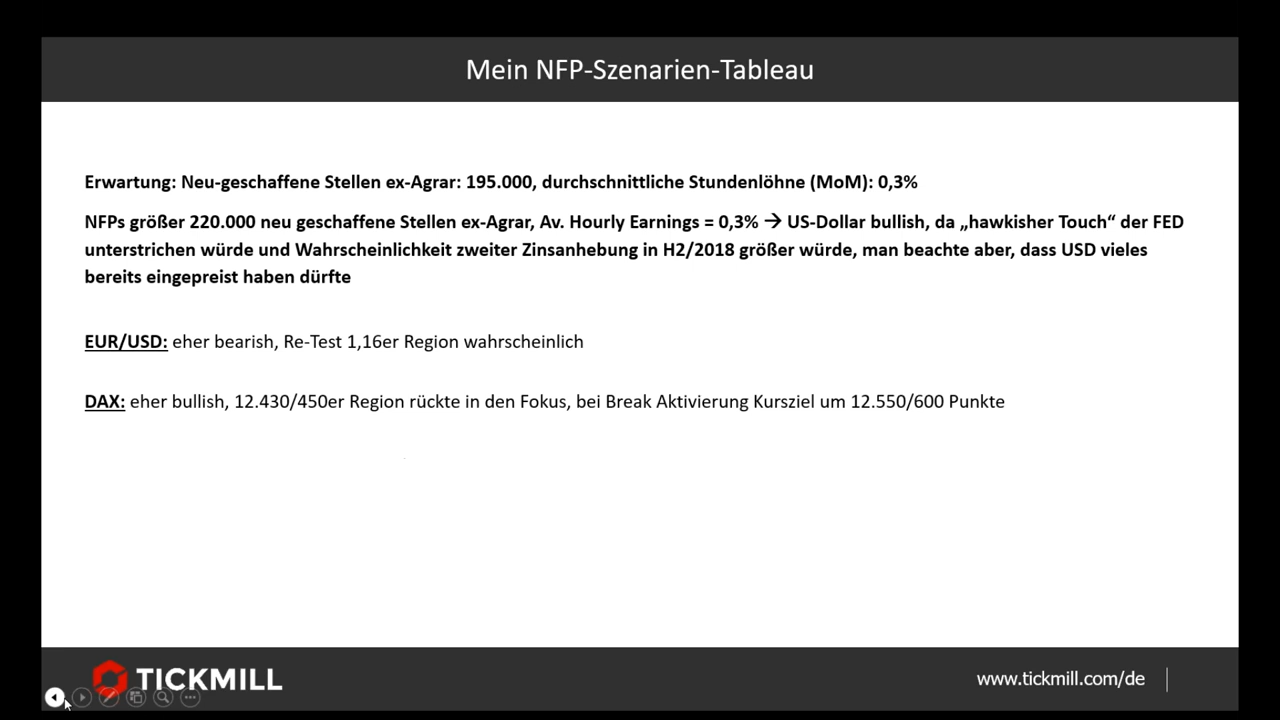 Mein NFP-Szenarien-Tableau
Erwartung: Neu-geschaffene Stellen ex-Agrar: 195.000, durchschnittliche Stundenlöhne (MoM): 0,3%
NFPs größer 220.000 neu geschaffene Stellen ex-Agrar, Av. Hourly Earnings = 0,3% → US-Dollar bullish, da „hawkisher Touch“ der FED
unterstrichen würde und Wahrscheinlichkeit zweiter Zinsanhebung in H2/2018 größer würde, man beachte aber, dass USD vieles
bereits eingepreist haben dürfte
EUR/USD: eher bearish, Re-Test 1,16er Region wahrscheinlich
DAX: eher bullish, 12.430/450er Region rückte in den Fokus, bei Break Aktivierung Kursziel um 12.550/600 Punkte
TICKMILL
www.tickmill.com/de